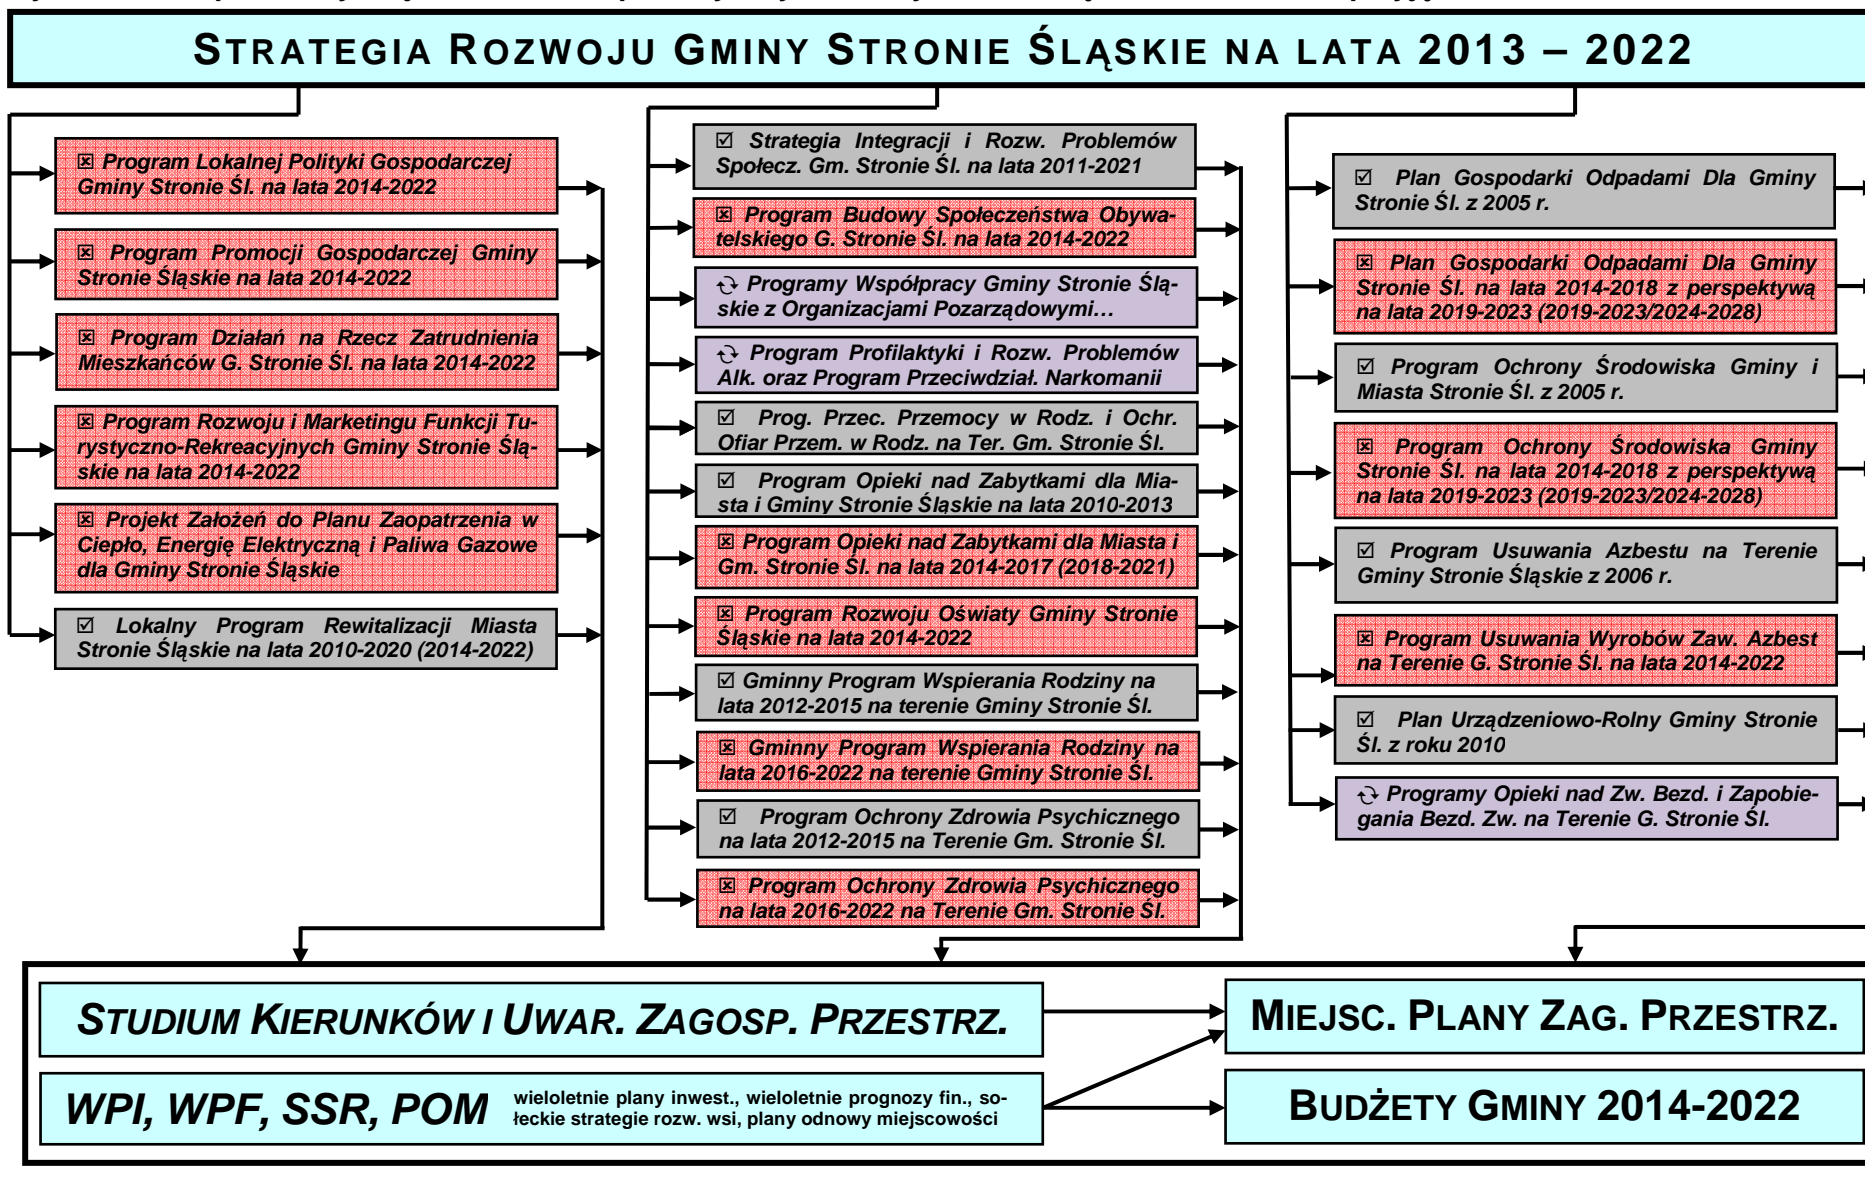 STRATEGIA ROZWOJU GMINY STRONIE ŚLĄSKIE NA LATA 2013 – 2022
☒ Program Lokalnej Polityki Gospodarczej
Gminy Stronie Śl. na lata 2014-2022
☒ Program Promocji Gospodarczej Gminy
Stronie Śląskie na lata 2014-2022
☒ Program Działań na Rzecz Zatrudnienia
Mieszkańców G. Stronie Śl. na lata 2014-2022
☒ Program Rozwoju i Marketingu Funkcji Tu-
rystyczno-Rekreacyjnych Gminy Stronie Ślą-
skie na lata 2014-2022
☒ Projekt Założeń do Planu Zaopatrzenia w
Ciepło, Energię Elektryczną i Paliwa Gazowe
dla Gminy Stronie Śląskie
☑ Lokalny Program Rewitalizacji Miasta
Stronie Śląskie na lata 2010-2020 (2014-2022)
☑ Strategia Integracji i Rozw. Problemów
Społecz. Gm. Stronie Śl. na lata 2011-2021
☒ Program Budowy Społeczeństwa Obywa-
telskiego G. Stronie Śl. na lata 2014-2022
Programy Współpracy Gminy Stronie Ślą-
skie z Organizacjami Pozarządowymi…
Program Profilaktyki i Rozw. Problemów
Alk. oraz Program Przeciwdział. Narkomanii
☑ Prog. Przec. Przemocy w Rodz. i Ochr.
Ofiar Przem. w Rodz. na Ter. Gm. Stronie Śl.
☑ Program Opieki nad Zabytkami dla Mia-
sta i Gminy Stronie Śląskie na lata 2010-2013
☒ Program Opieki nad Zabytkami dla Miasta i
Gm. Stronie Śl. na lata 2014-2017 (2018-2021)
☒ Program Rozwoju Oświaty Gminy Stronie
Śląskie na lata 2014-2022
☑ Gminny Program Wspierania Rodziny na
lata 2012-2015 na terenie Gminy Stronie Śl.
☒ Gminny Program Wspierania Rodziny na
lata 2016-2022 na terenie Gminy Stronie Śl.
☑ Program Ochrony Zdrowia Psychicznego
na lata 2012-2015 na Terenie Gm. Stronie Śl.
☒ Program Ochrony Zdrowia Psychicznego
na lata 2016-2022 na Terenie Gm. Stronie Śl.
☑ Plan Gospodarki Odpadami Dla Gminy
Stronie Śl. z 2005 r.
☒ Plan Gospodarki Odpadami Dla Gminy
Stronie Śl. na lata 2014-2018 z perspektywą
na lata 2019-2023 (2019-2023/2024-2028)
☑ Program Ochrony Środowiska Gminy i
Miasta Stronie Śl. z 2005 r.
☒ Program Ochrony Środowiska Gminy
Stronie Śl. na lata 2014-2018 z perspektywą
na lata 2019-2023 (2019-2023/2024-2028)
☑ Program Usuwania Azbestu na Terenie
Gminy Stronie Śląskie z 2006 r.
☒ Program Usuwania Wyrobów Zaw. Azbest
na Terenie G. Stronie Śl. na lata 2014-2022
☑ Plan Urządzeniowo-Rolny Gminy Stronie
Śl. z roku 2010
Programy Opieki nad Zw. Bezd. i Zapobie-
gania Bezd. Zw. na Terenie G. Stronie Śl.
STUDIUM KIERUNKÓW I UWAR. ZAGOSP. PRZESTRZ.
MIEJSC. PLANY ZAG. PRZESTRZ.
WPI, WPF, SSR, POM
wieloletnie plany inwest., wieloletnie prognozy fin., so-
łeckie strategie rozw. wsi, plany odnowy miejscowości
BUDŻETY GMINY 2014-2022